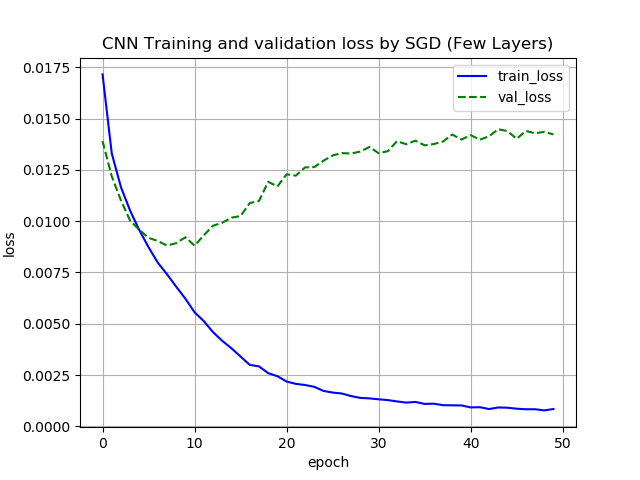 CNN Training and validation loss by SGD (Few Layers)
train_loss
val_loss
0.0175
0.0150
0.0125
0.0100
0.0075
0.0050
0.0025
0.0000
loss
0 10 20 30 40 50
epoch